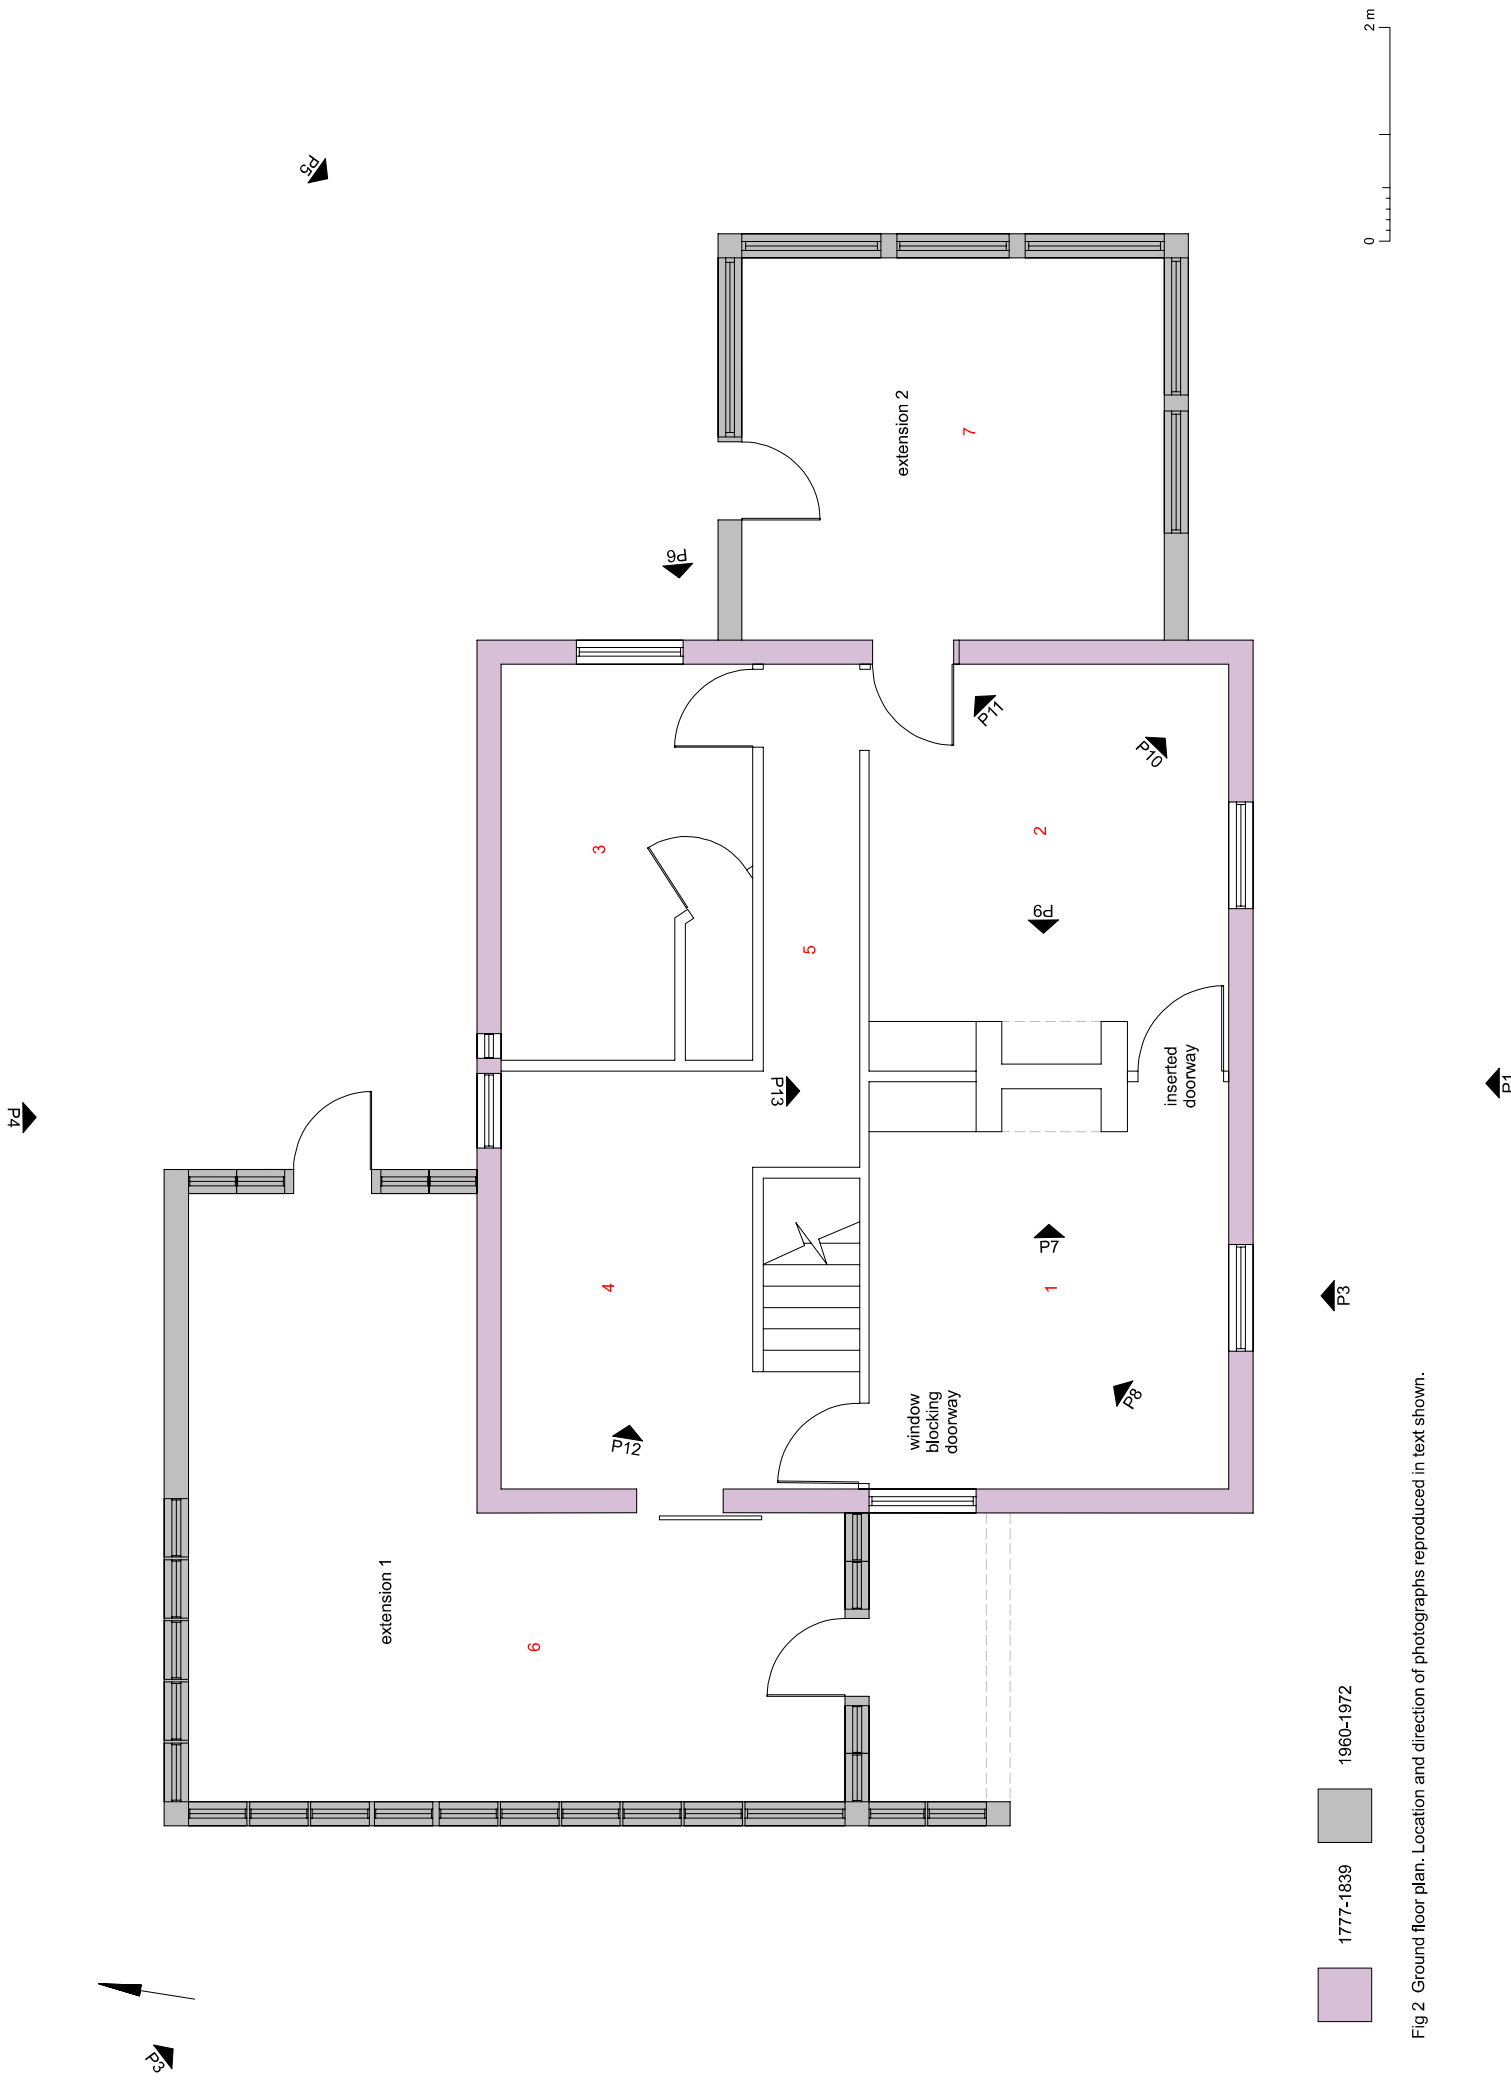 P4
P5
P3
P6
extension 1
extension 2
3
4
5
6
7
P12
P13
window
blocking
doorway
inserted
doorway
P9
P11
P10
P7
P8
1
2
P3
P1
0
2 m
1777-1839
1960-1972
Fig 2 Ground floor plan. Location and direction of photographs reproduced in text shown.